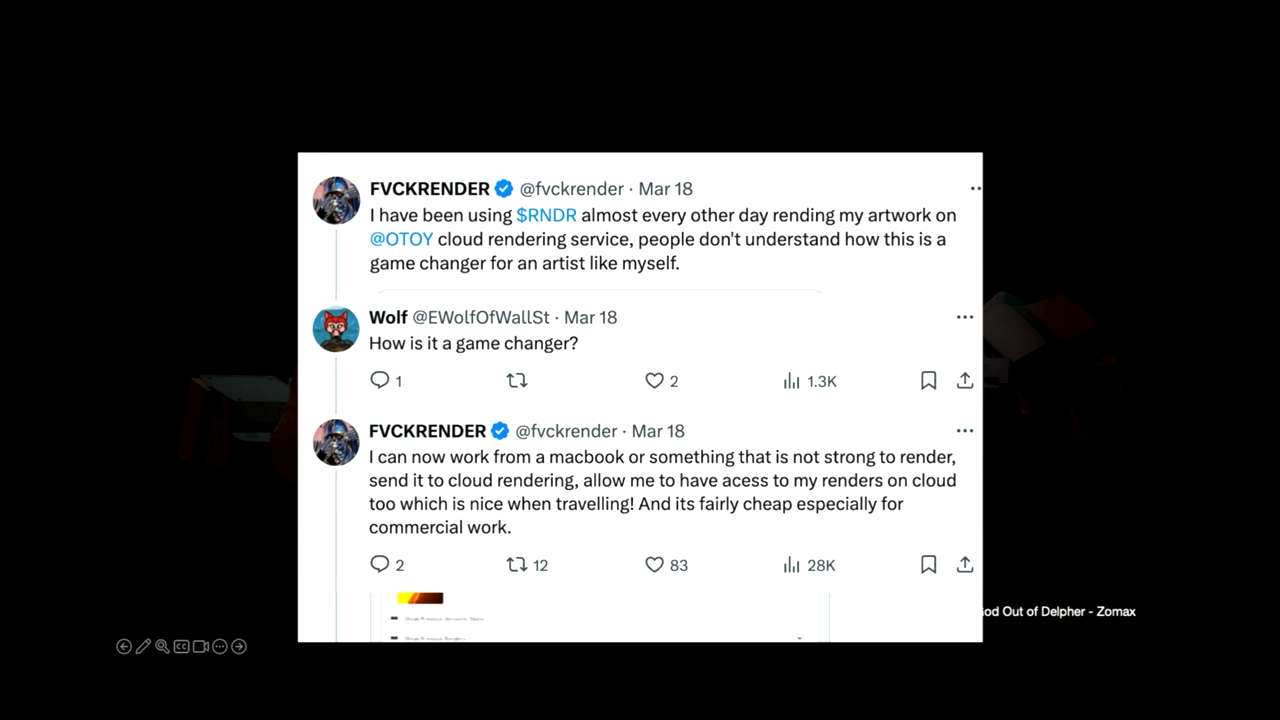 FVCKRENDER @fvckrender · Mar 18
I have been using $RNDR almost every other day rending my artwork on
@OTOY cloud rendering service, people don't understand how this is a
game changer for an artist like myself.
Wolf @EWolfOfWallSt · Mar 18
How is it a game changer?
1 2 1.3K
FVCKRENDER @fvckrender · Mar 18
I can now work from a macbook or something that is not strong to render,
send it to cloud rendering, allow me to have acess to my renders on cloud
too which is nice when travelling! And its fairly cheap especially for
commercial work.
2 12 83 28K
Out of Delpher - Zomax